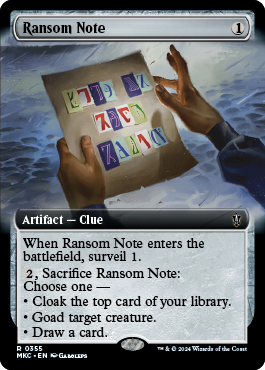 Ransom Note 1
Artifact — Clue
When Ransom Note enters the
battlefield, surveil 1.
2, Sacrifice Ransom Note:
Choose one —
• Cloak the top card of your library.
• Goad target creature.
• Draw a card.
R 0355
MKC • EN Gaboleps
™ & © 2024 Wizards of the Coast